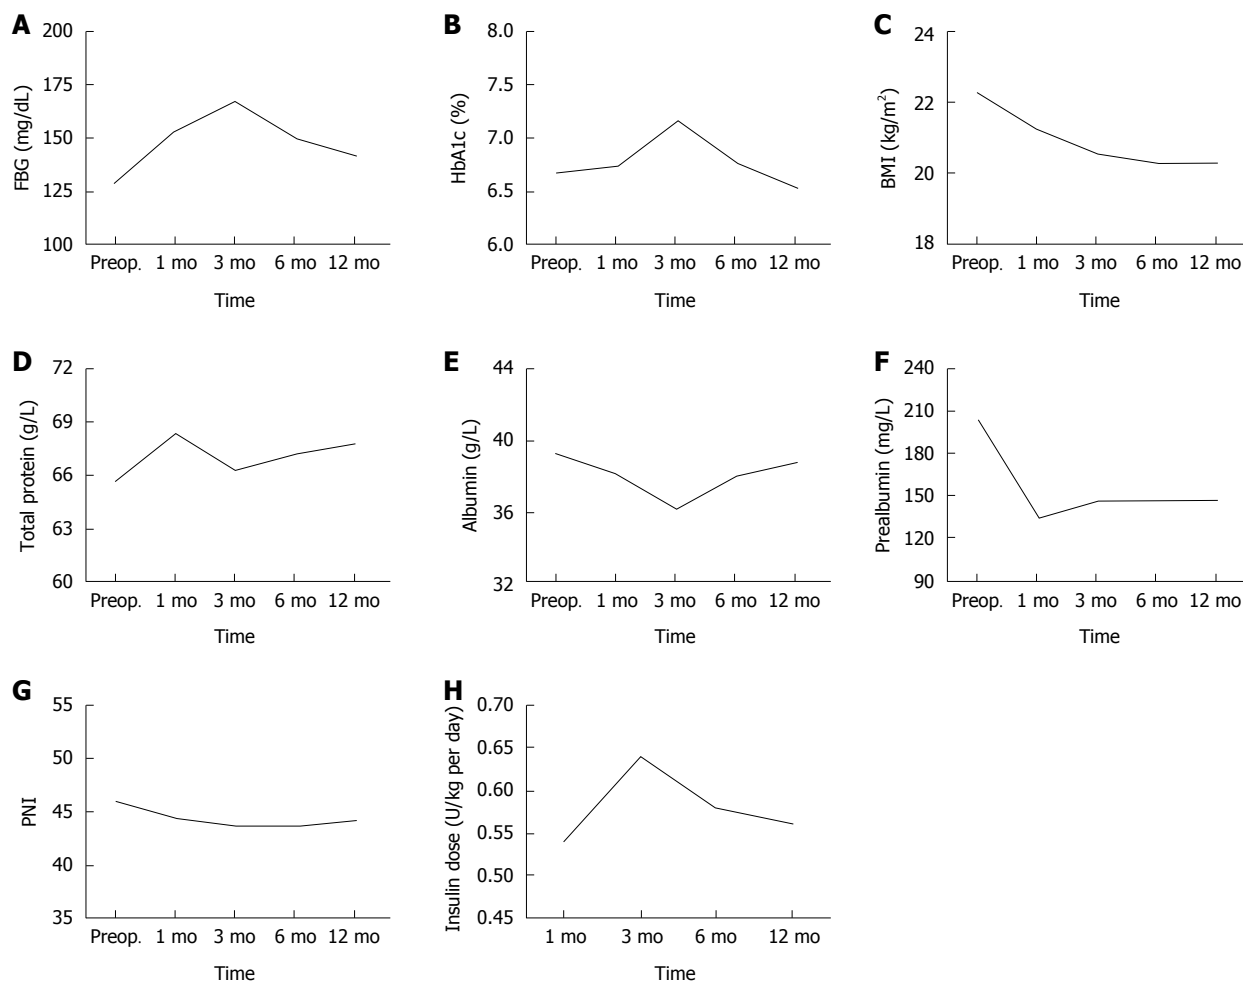 A
FBG (mg/dL)
200
175
150
125
100
Preop. 1 mo 3 mo 6 mo 12 mo
Time
B
HbA1c (%)
8.0
7.5
7.0
6.5
6.0
Preop. 1 mo 3 mo 6 mo 12 mo
Time
C
BMI (kg/m²)
24
22
20
18
Preop. 1 mo 3 mo 6 mo 12 mo
Time
D
Total protein (g/L)
72
69
66
63
60
Preop. 1 mo 3 mo 6 mo 12 mo
Time
E
Albumin (g/L)
44
40
36
32
Preop. 1 mo 3 mo 6 mo 12 mo
Time
F
Prealbumin (mg/L)
240
210
180
150
120
90
Preop. 1 mo 3 mo 6 mo 12 mo
Time
G
PNI
55
50
45
40
35
Preop. 1 mo 3 mo 6 mo 12 mo
Time
H
Insulin dose (U/kg per day)
0.70
0.65
0.60
0.55
0.50
0.45
1 mo 3 mo 6 mo 12 mo
Time